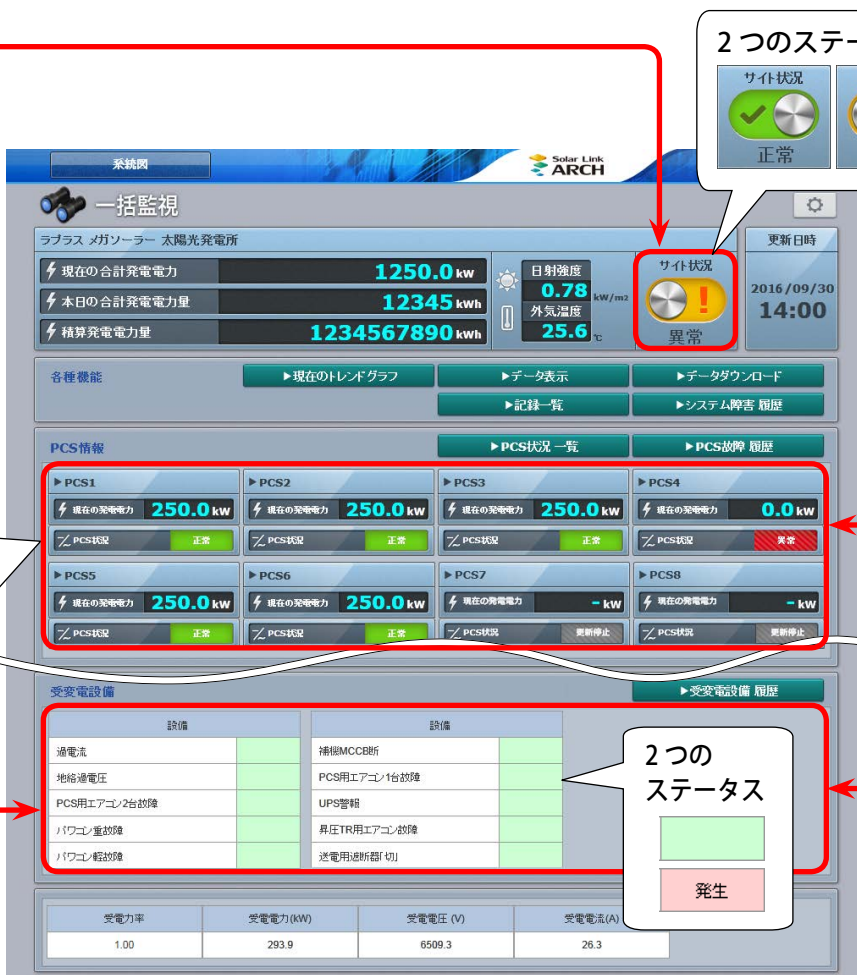 2つのステー
サイト状況
正常
系統図
Solar Link
ARCH
一括監視
ラプラス メガソーラー 太陽光発電所
更新日時
現在の合計発電電力
1250.0 kW
日射強度
0.78 kW/m2
サイト状況
2016/09/30
本日の合計発電電力量
12345 kWh
外気温度
25.6 ℃
異常
14:00
積算発電電力量
1234567890 kWh
各種機能
▶現在のトレンドグラフ
▶データ表示
▶データダウンロード
▶記録一覧
▶システム障害 履歴
PCS情報
▶PCS状況 一覧
▶PCS故障 履歴
▶PCS1
▶PCS2
▶PCS3
▶PCS4
現在の発電電力 250.0 kW
現在の発電電力 250.0 kW
現在の発電電力 250.0 kW
現在の発電電力 0.0 kW
PCS状況 正常
PCS状況 正常
PCS状況 正常
PCS状況 異常
▶PCS5
▶PCS6
▶PCS7
▶PCS8
現在の発電電力 250.0 kW
現在の発電電力 250.0 kW
現在の発電電力 - kW
現在の発電電力 - kW
PCS状況 正常
PCS状況 正常
PCS状況 更新停止
PCS状況 更新停止
受変電設備
▶受変電設備 履歴
設備
設備
過電流
補機MCCB断
地絡過電圧
PCS用エアコン1台故障
PCS用エアコン2台故障
UPS警報
パワコン重故障
昇圧TR用エアコン故障
パワコン軽故障
送電用遮断器「切」
2つの
ステータス
発生
受電力率
受電電力(kW)
受電電圧 (V)
受電電流(A)
1.00
293.9
6509.3
26.3